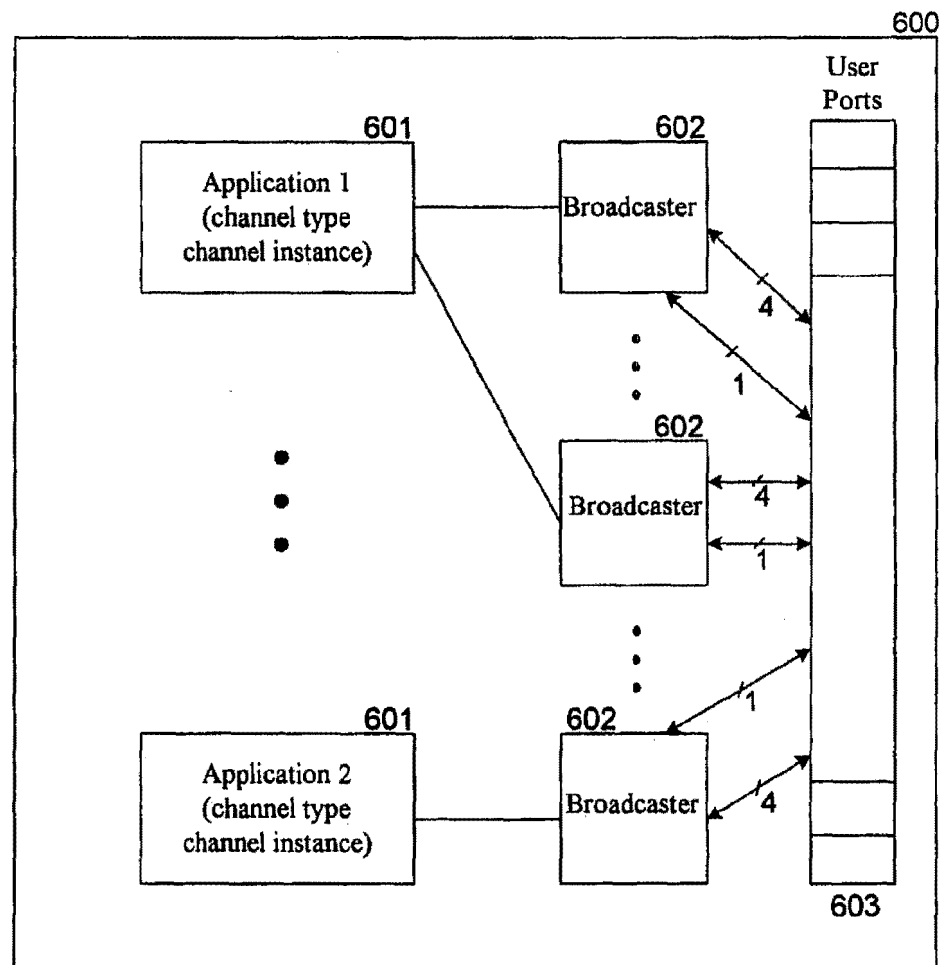 600
User
Ports
601
602
Application 1
(channel type
channel instance)
Broadcaster
4
1
602
Broadcaster
4
1
1
601
602
Application 2
(channel type
channel instance)
Broadcaster
4
603